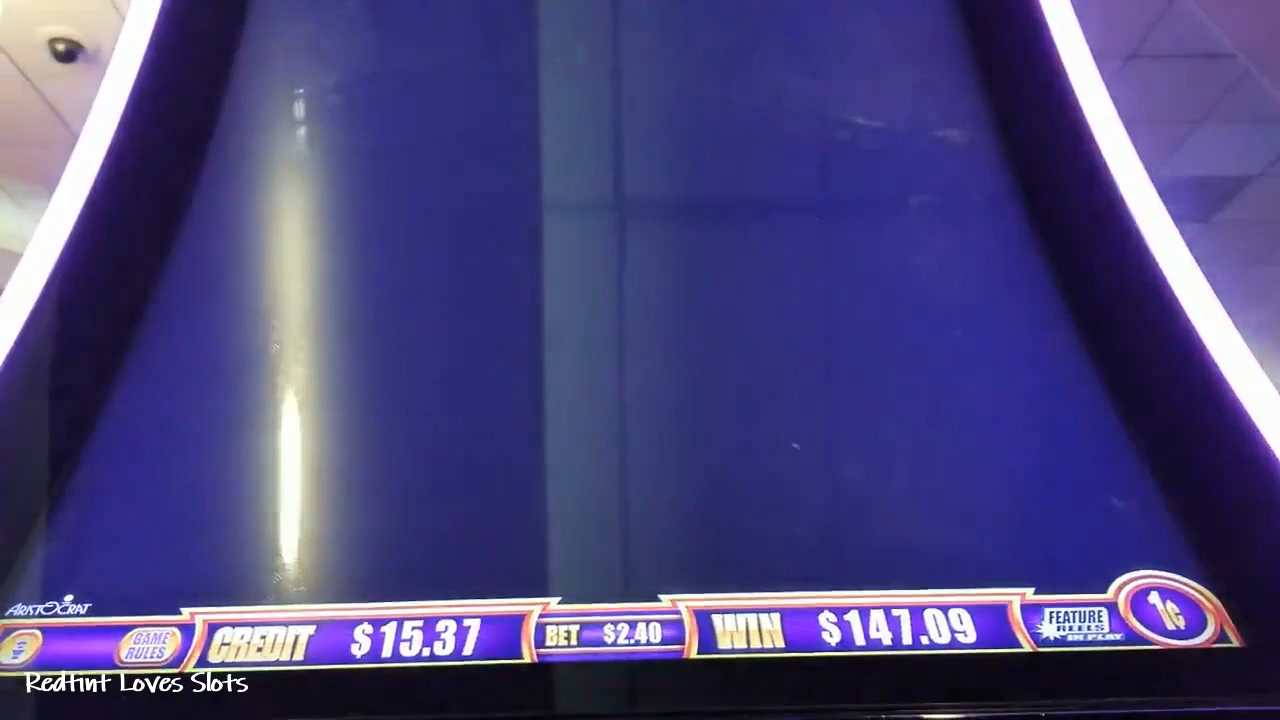 ARISTOCRAT
GAME RULES
CREDIT $15.37
BET $2.40
WIN $147.09
FEATURE REELS IN PLAY
1¢
Redtint Loves Slots